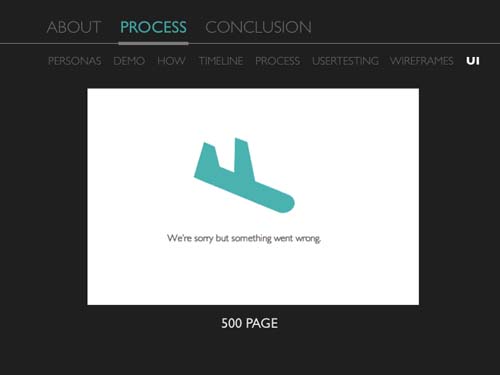 ABOUT PROCESS CONCLUSION
PERSONAS DEMO HOW TIMELINE PROCESS USERTESTING WIREFRAMES UI
We're sorry but something went wrong.
500 PAGE